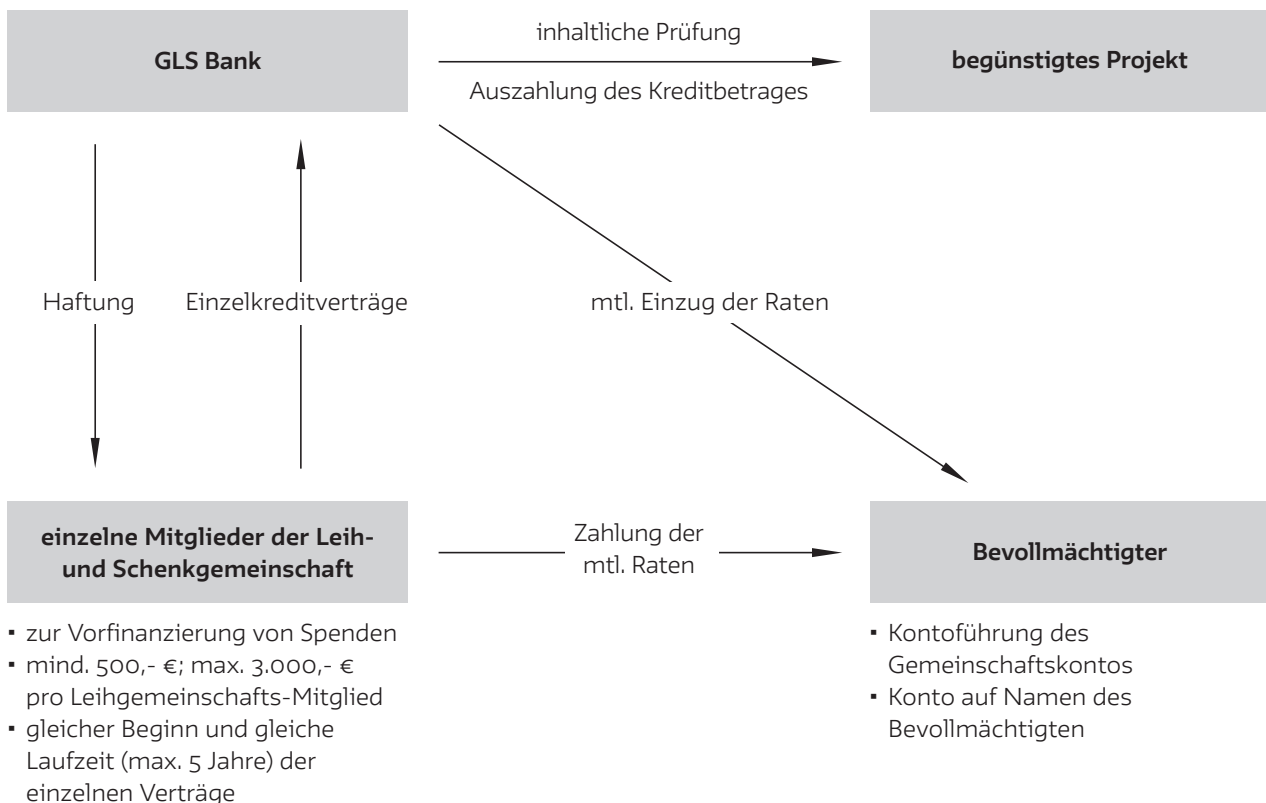 GLS Bank
inhaltliche Prüfung
Auszahlung des Kreditbetrages
begünstigtes Projekt
Haftung
Einzelkreditverträge
mtl. Einzug der Raten
einzelne Mitglieder der Leih-
und Schenkgemeinschaft
Zahlung der
mtl. Raten
Bevollmächtigter
▪ zur Vorfinanzierung von Spenden
▪ mind. 500,- €; max. 3.000,- €
pro Leihgemeinschafts-Mitglied
▪ gleicher Beginn und gleiche
Laufzeit (max. 5 Jahre) der
einzelnen Verträge
▪ Kontoführung des
Gemeinschaftskontos
▪ Konto auf Namen des
Bevollmächtigten